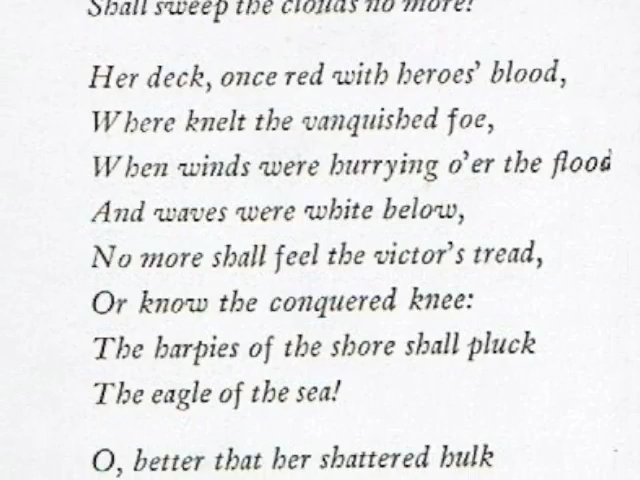 Shall sweep the clouds no more!
Her deck, once red with heroes' blood,
Where knelt the vanquished foe,
When winds were hurrying o'er the flood
And waves were white below,
No more shall feel the victor's tread,
Or know the conquered knee:
The harpies of the shore shall pluck
The eagle of the sea!
O, better that her shattered hulk